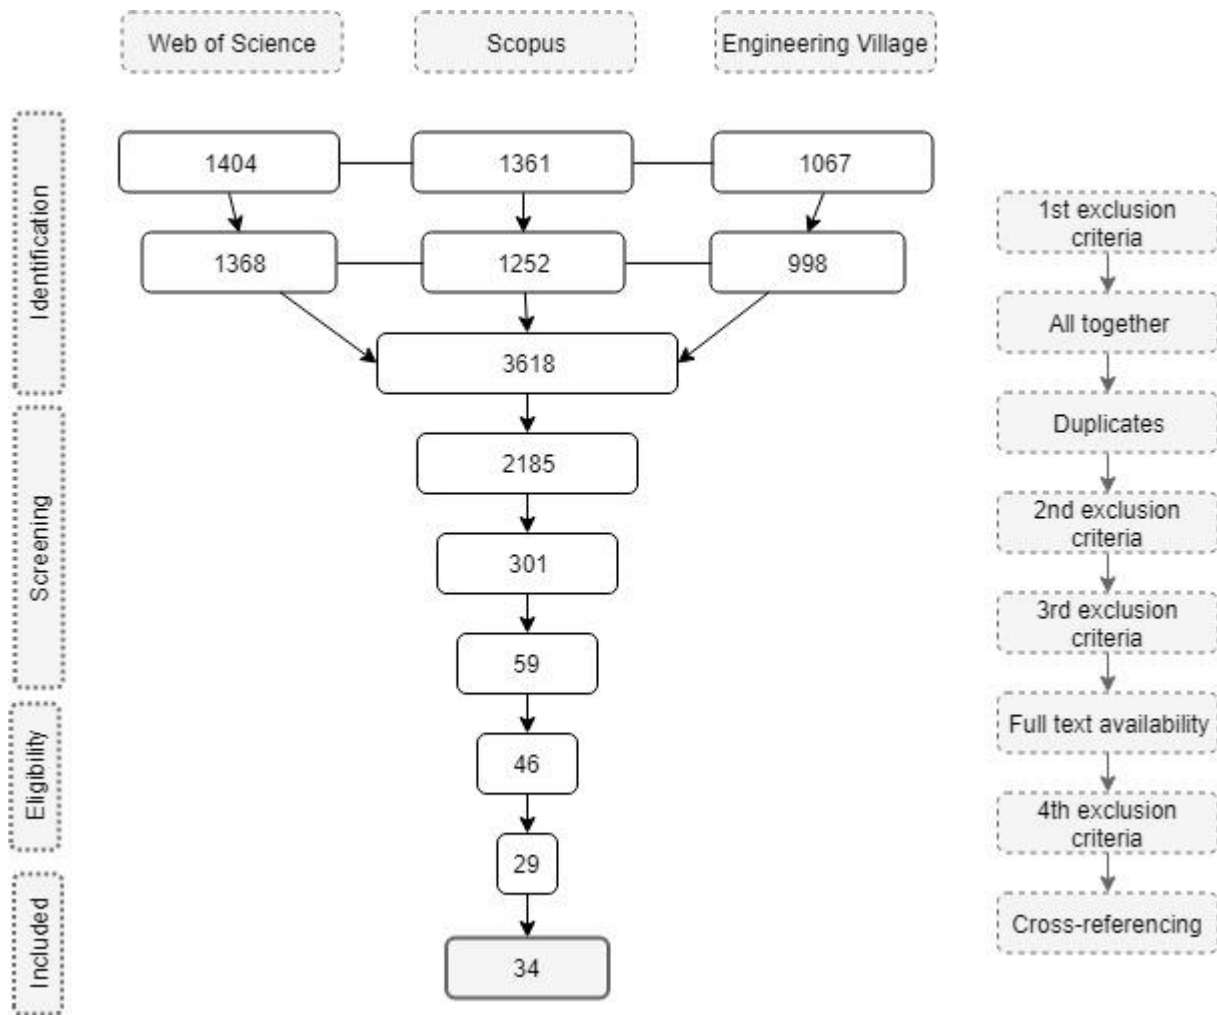 Web of Science
Scopus
Engineering Village
Identification
1404
1361
1067
1st exclusion
criteria
1368
1252
998
All together
3618
Duplicates
Screening
2185
2nd exclusion
criteria
301
3rd exclusion
criteria
59
Full text availability
Eligibility
46
4th exclusion
criteria
29
Cross-referencing
Included
34